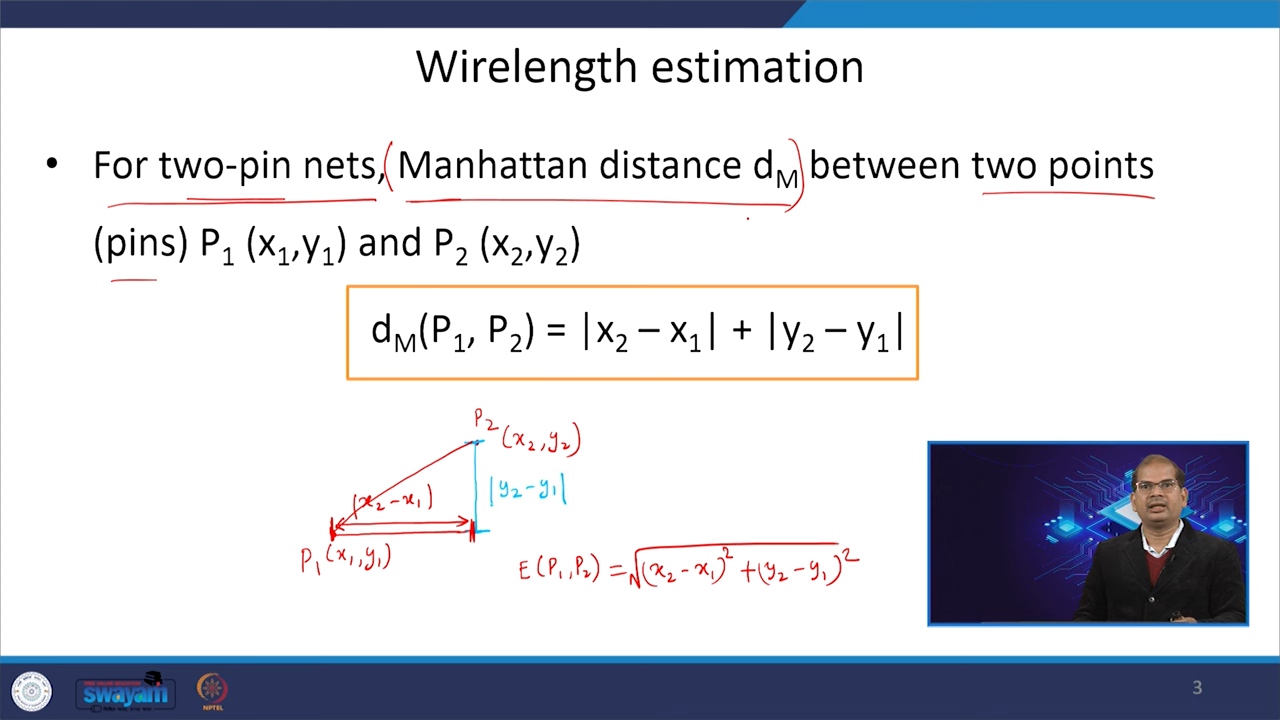 Wirelength estimation
• For two-pin nets, (Manhattan distance dM) between two points
(pins) P1 (x1,y1) and P2 (x2,y2)
dM(P1, P2) = |x2 – x1| + |y2 – y1|
P2 (x2, y2)
|x2 – x1|
|y2 – y1|
P1 (x1, y1)
E(P1, P2) = √(x2 – x1)² + (y2 – y1)²
swayam
NPTEL
3